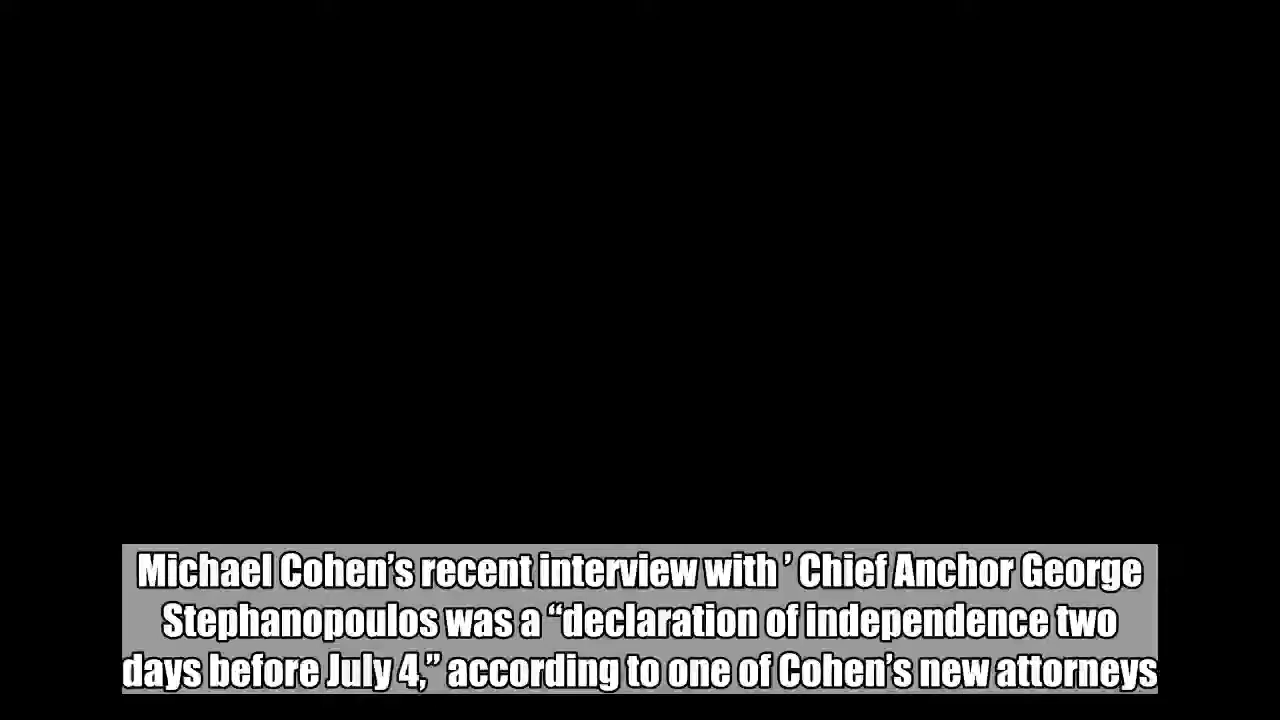 Michael Cohen’s recent interview with ’ Chief Anchor George
Stephanopoulos was a “declaration of independence two
days before July 4,” according to one of Cohen’s new attorneys